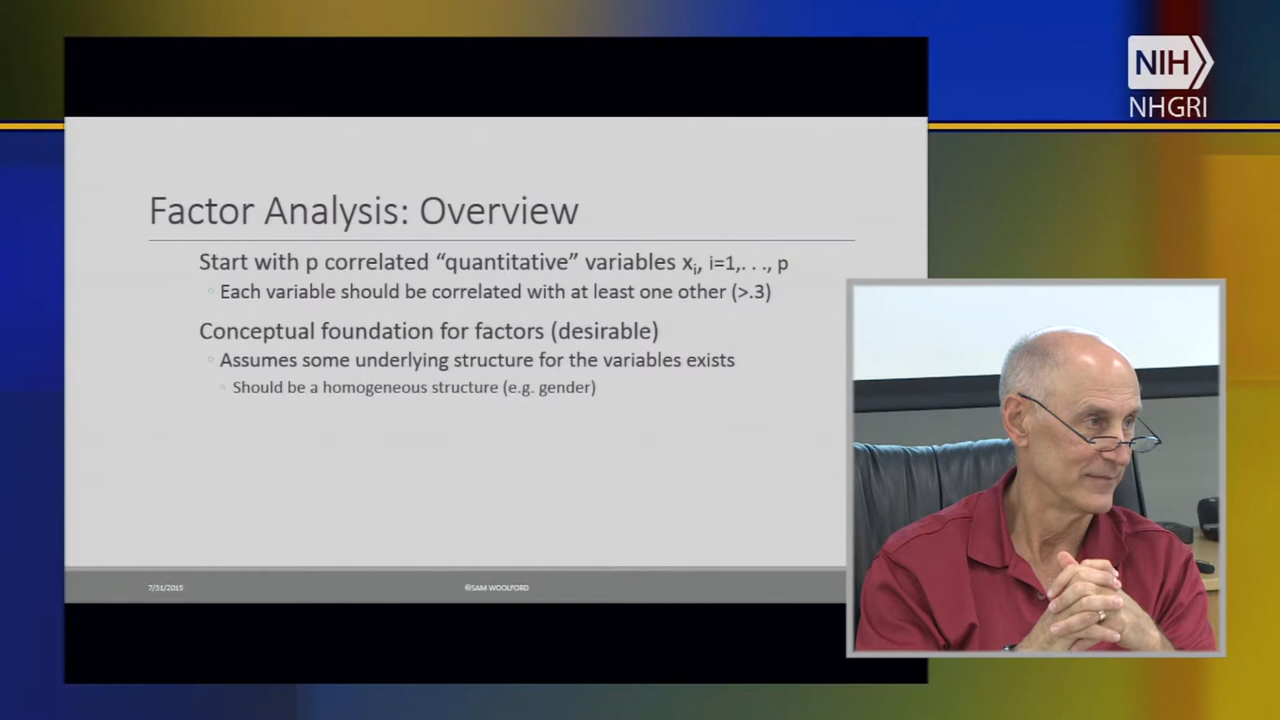 NIH
NHGRI
Factor Analysis: Overview
Start with p correlated “quantitative” variables xᵢ, i=1,. . ., p
◦ Each variable should be correlated with at least one other (>.3)
Conceptual foundation for factors (desirable)
◦ Assumes some underlying structure for the variables exists
◦ Should be a homogeneous structure (e.g. gender)
7/31/2015
@SAM WOOLFORD